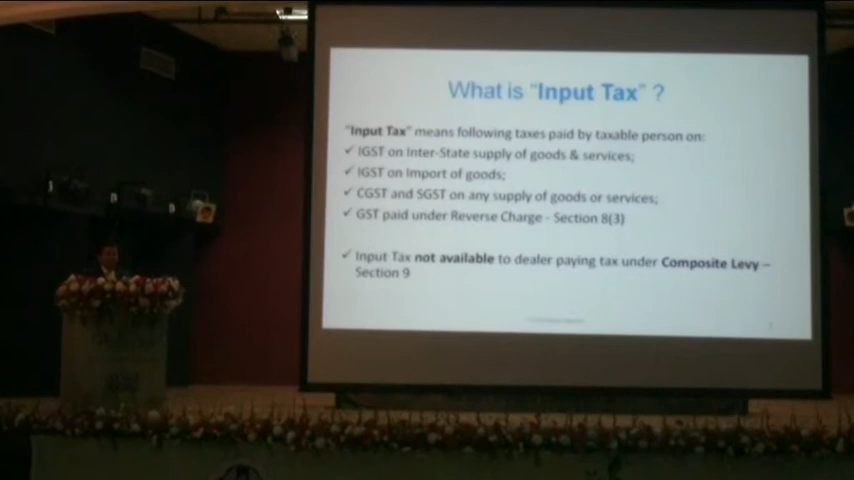 What is “Input Tax” ?
“Input Tax” means following taxes paid by taxable person on:
✓ IGST on Inter-State supply of goods & services;
✓ IGST on Import of goods;
✓ CGST and SGST on any supply of goods or services;
✓ GST paid under Reverse Charge - Section 8(3)
✓ Input Tax not available to dealer paying tax under Composite Levy –
Section 9